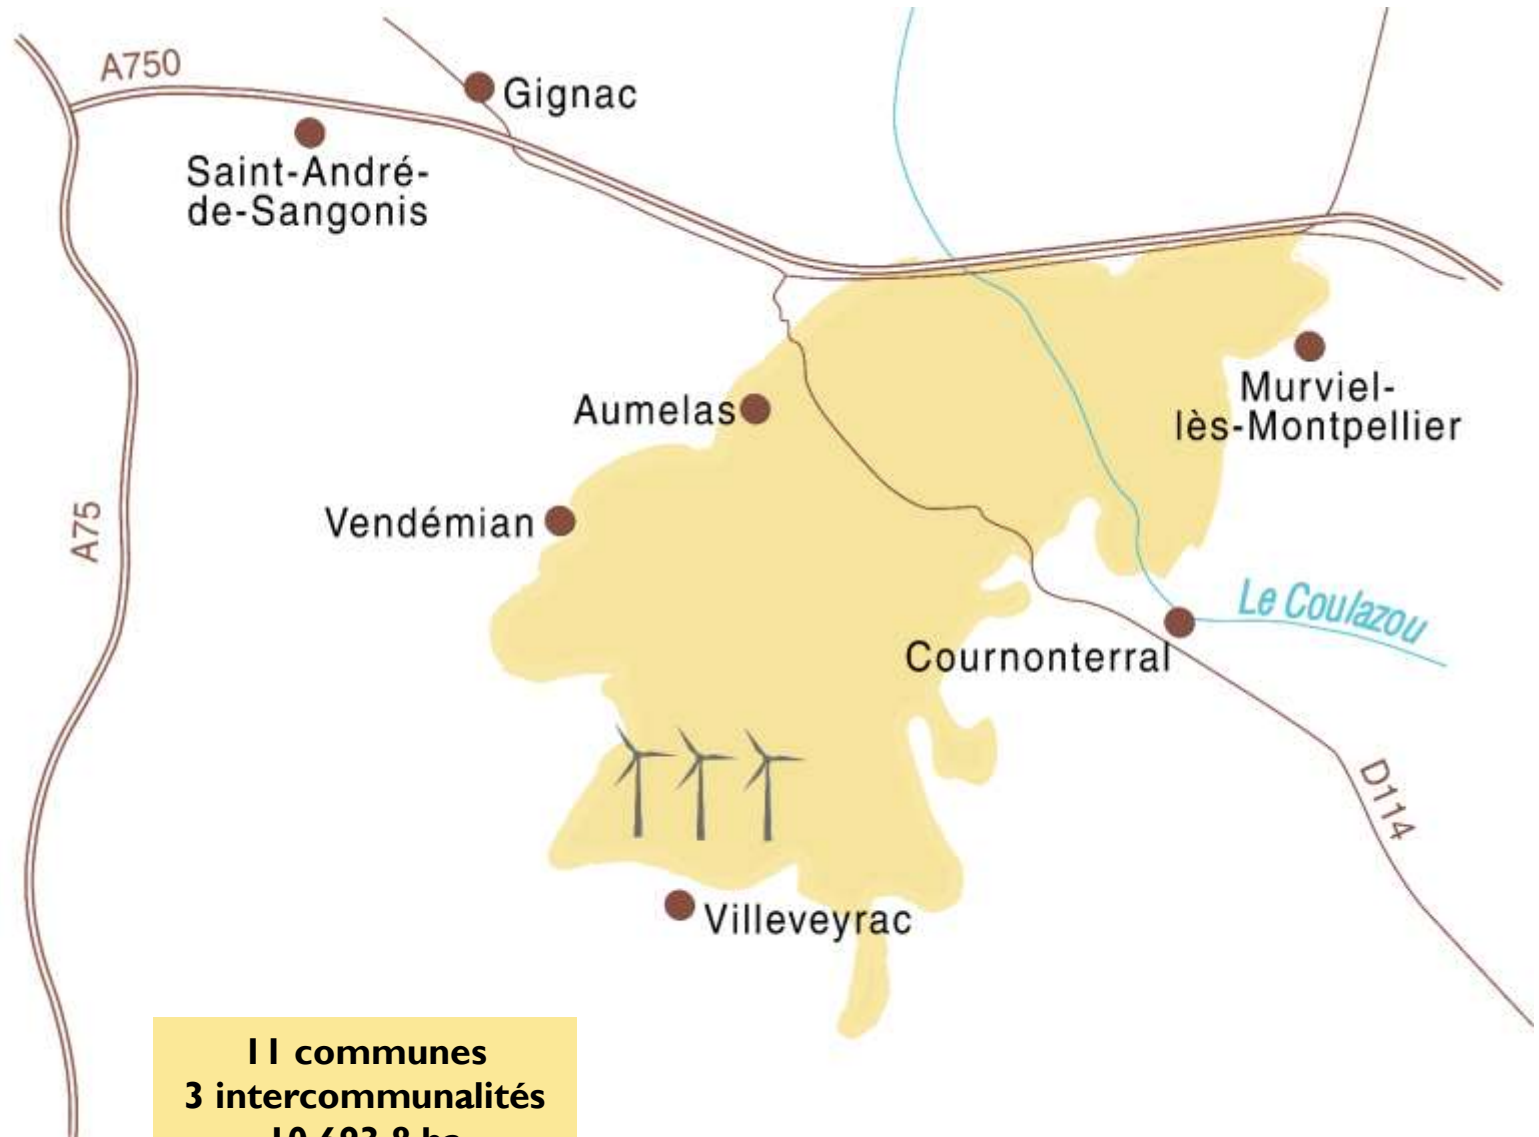 A750
Gignac
Saint-André-
de-Sangonis
Aumelas
Murviel-
lès-Montpellier
Vendémian
A75
Le Coulazou
Cournonterral
D114
Villeveyrac
11 communes
3 intercommunalités